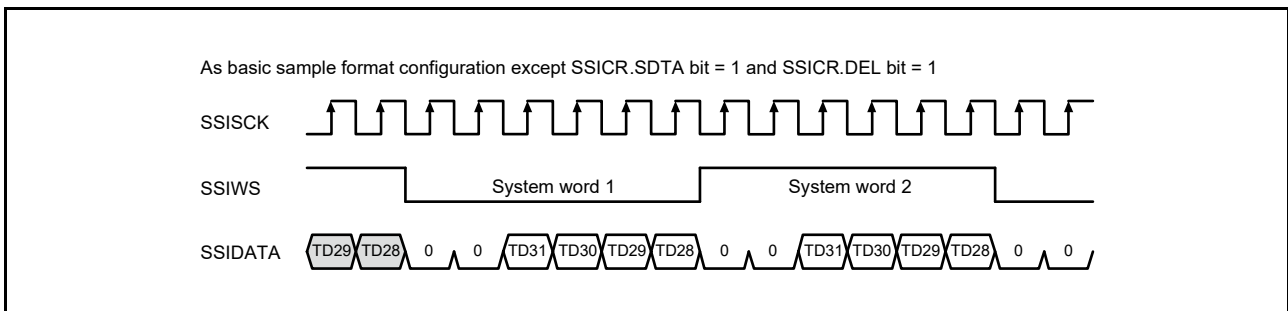 As basic sample format configuration except SSICR.SDTA bit = 1 and SSICR.DEL bit = 1
SSISCK
SSIWS System word 1 System word 2
SSIDATA TD29 TD28 0 0 TD31 TD30 TD29 TD28 0 0 TD31 TD30 TD29 TD28 0 0